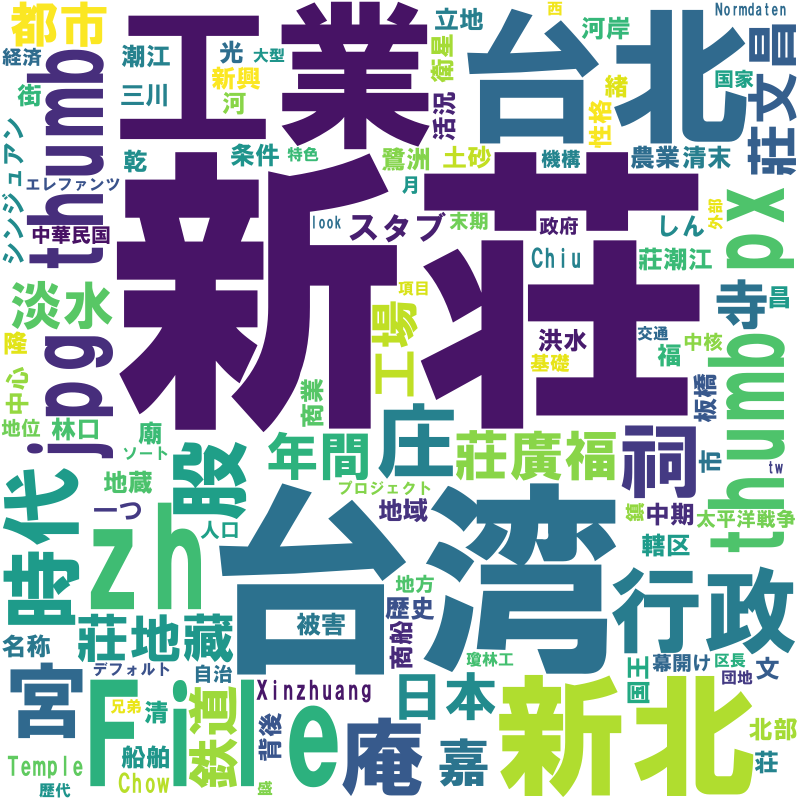 都市
工業
台北
莊文昌
立地
河岸
Normdaten
西
経済
潮江
光
大型
衛星
国家
街
三川
新興
河
活況
緒
性格
thumb
シンジュアン
乾
条件
特色
鷺洲
土砂
機構
農業
清末
エレファンツ
月
中華民国
新荘
look
スタブ
末期
政府
しん
外部
px
Chiu
莊潮江
淡水
jpg
項目
寺
昌
隆
工場
洪水
交通
福
中核
基礎
thumb
中心
商業
板橋
地位
林口
廟
庄
年間
莊廣福
祠
市
ソート
股
地蔵
プロジェクト
tw
時代
一つ
地域
鎮
中期
太平洋戦争
zh
人口
台湾
轄区
地方
行政
莊地藏
被害
歴史
商船
名称
デフォルト
自治
瓊林工
国王
幕開け
区長
文
団地
宮
File
兄弟
清
鉄道
Xinzhuang
日本
新北
背後
北部
船舶
庵
嘉
荘
Temple
Chow
歴代
盛